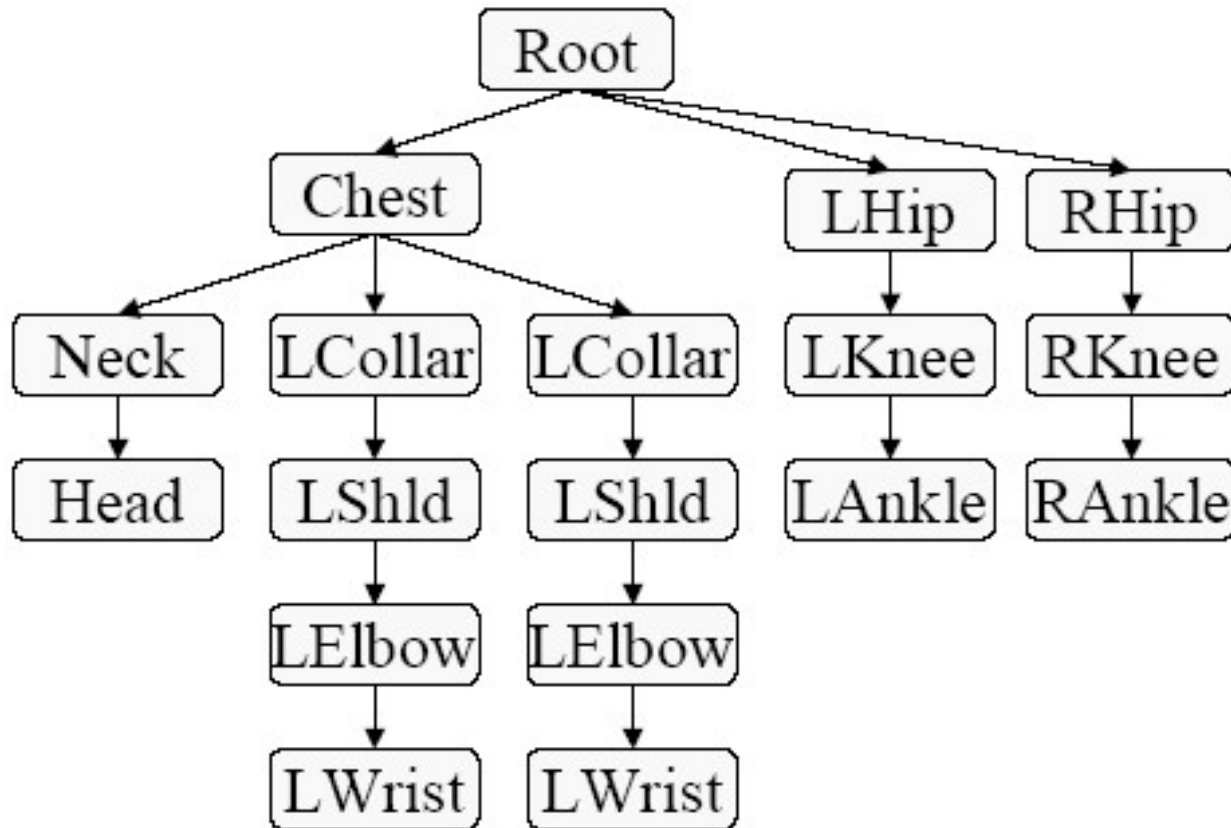 Root
Chest
LHip
RHip
Neck
LCollar
LCollar
LKnee
RKnee
Head
LShld
LShld
LAnkle
RAnkle
LElbow
LElbow
LWrist
LWrist